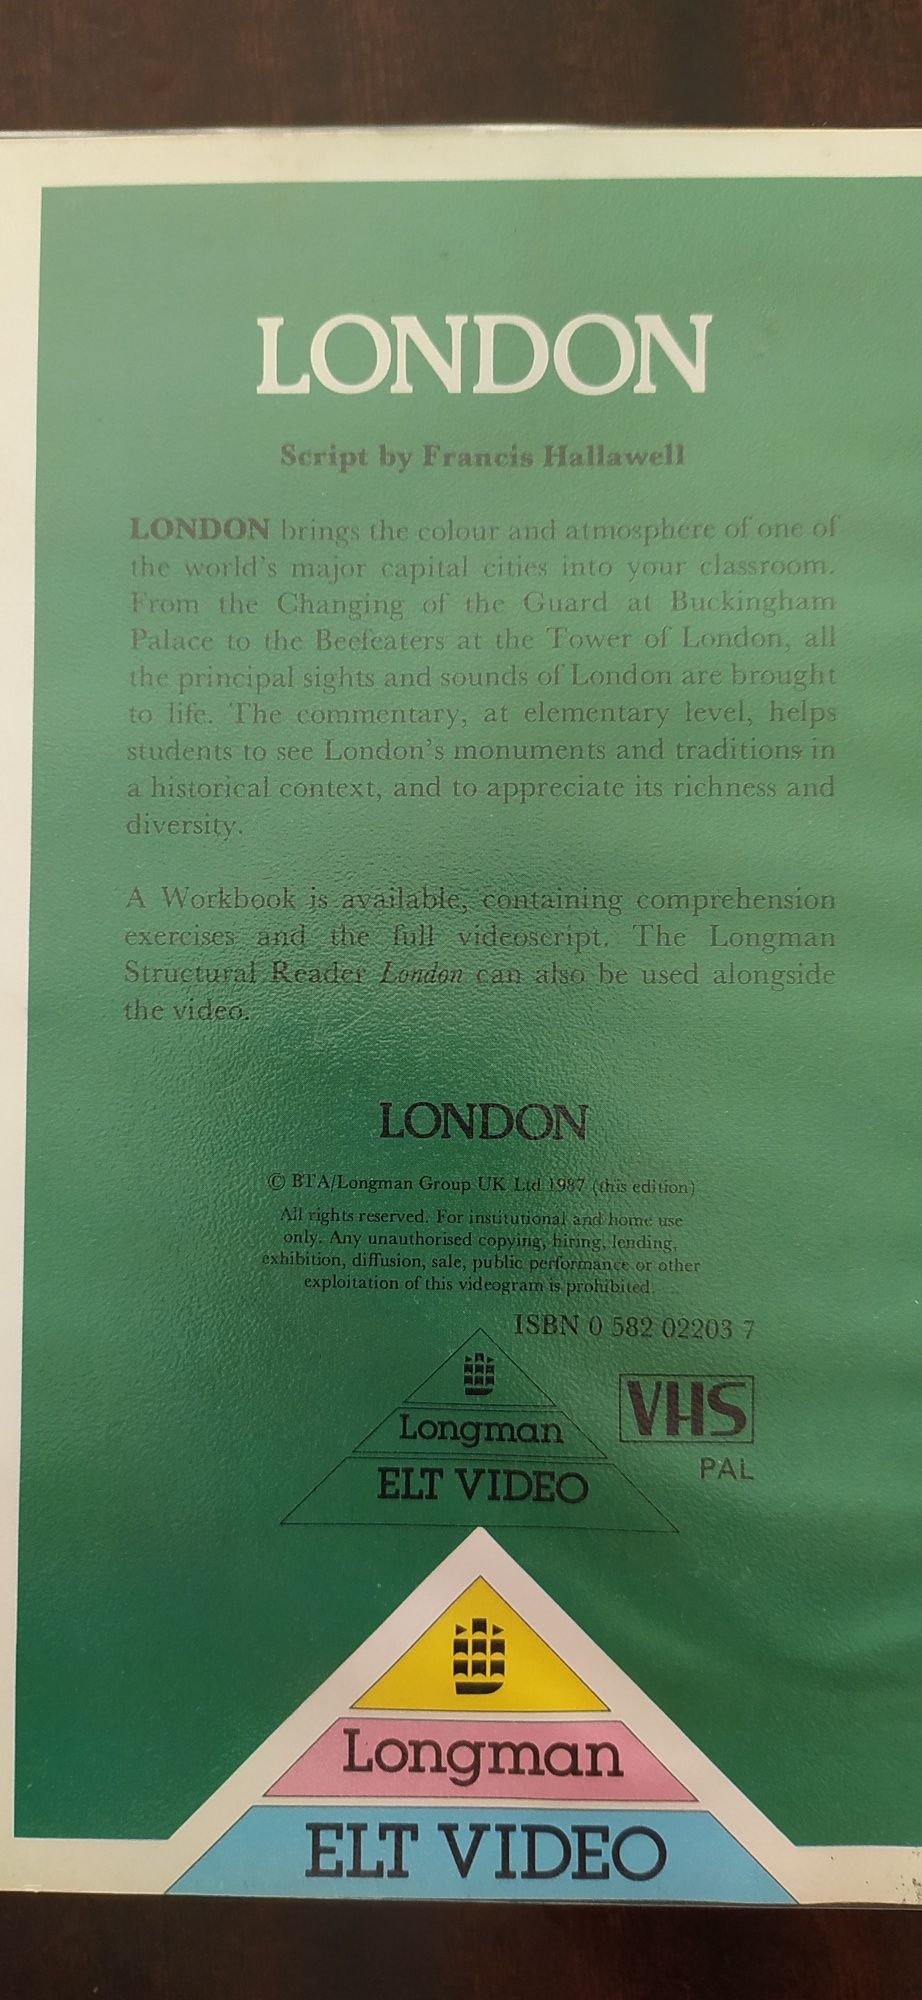 LONDON
Script by Francis Hallawell
LONDON brings the colour and atmosphere of one of
the world's major capital cities into your classroom.
From the Changing of the Guard at Buckingham
Palace to the Beefeaters at the Tower of London, all
the principal sights and sounds of London are brought
to life. The commentary, at elementary level, helps
students to see London's monuments and traditions in
a historical context, and to appreciate its richness and
diversity.
A Workbook is available, containing comprehension
exercises and the full videoscript. The Longman
Structural Reader London can also be used alongside
the video.
LONDON
© BTA/Longman Group UK Ltd 1987 (this edition)
All rights reserved. For institutional and home use
only. Any unauthorised copying, hiring, lending,
exhibition, diffusion, sale, public performance or other
exploitation of this videogram is prohibited.
ISBN 0 582 02203 7
Longman
ELT VIDEO
VHS
PAL
Longman
ELT VIDEO